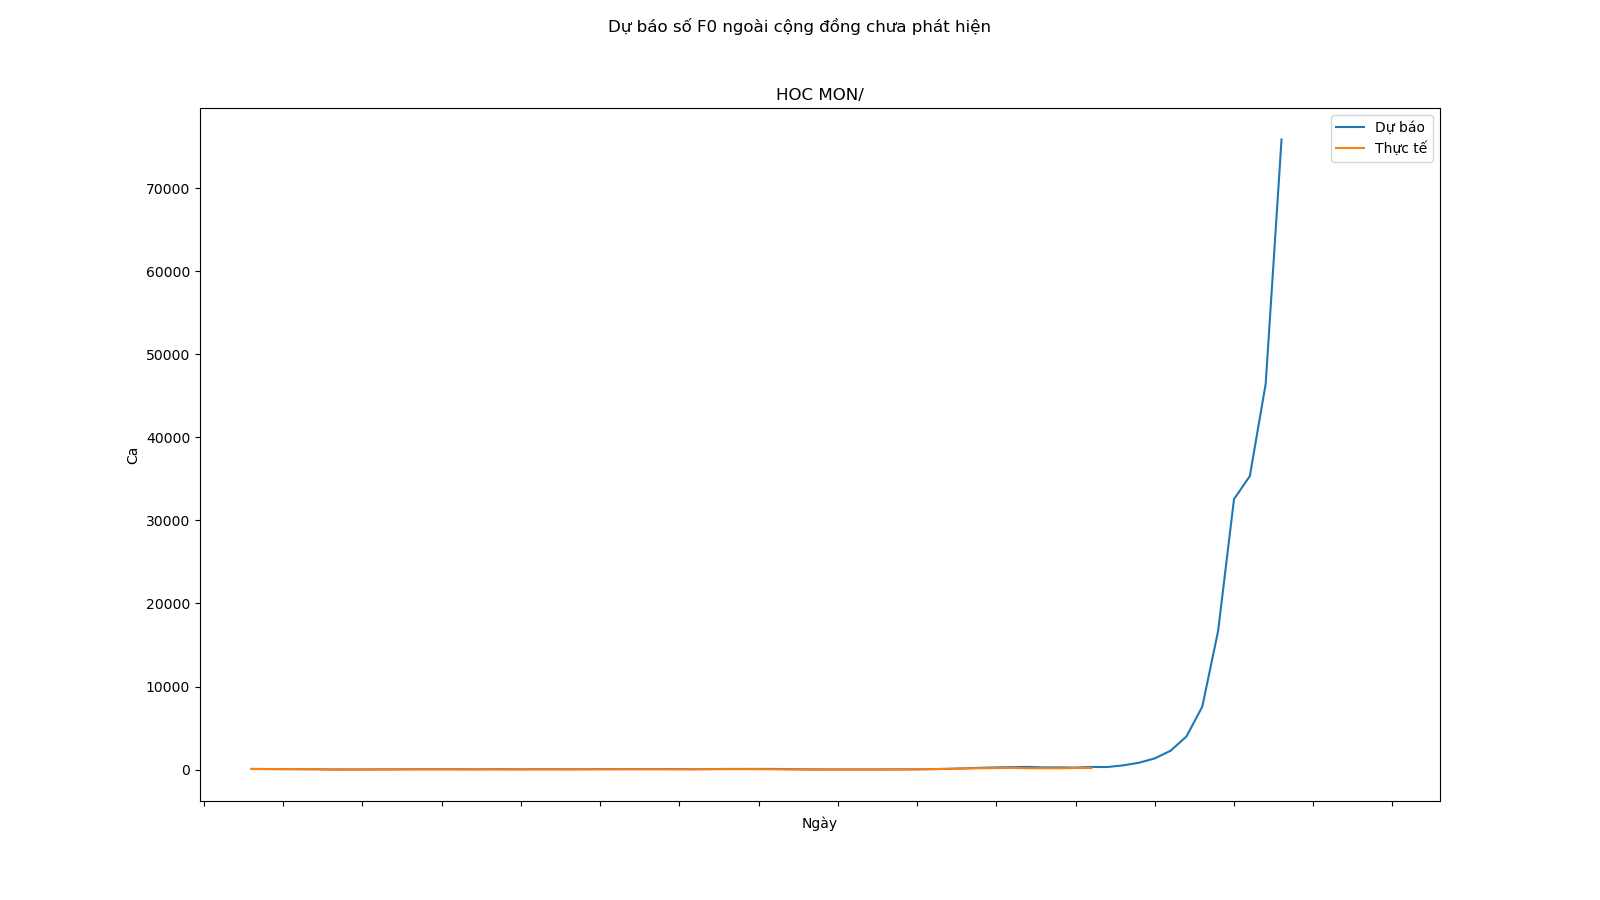 Dự báo số F0 ngoài cộng đồng chưa phát hiện
HOC MON/
Dự báo
Thực tế
70000
60000
50000
40000
30000
20000
10000
0
Ca
Ngày